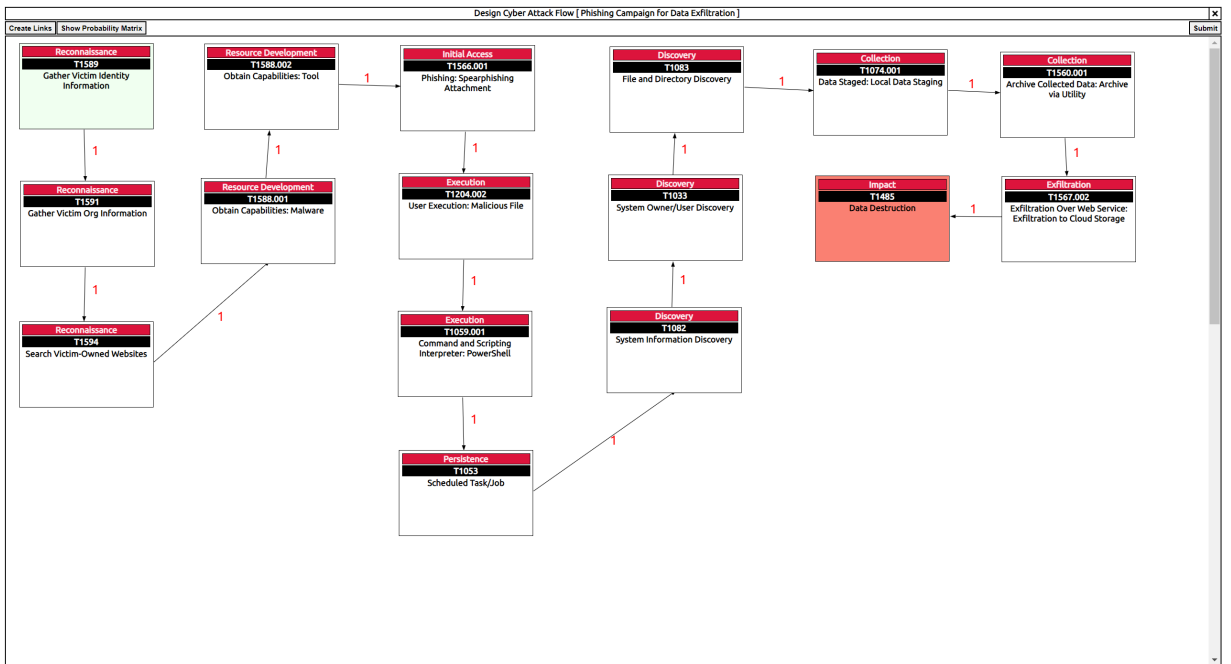 Design Cyber Attack Flow [ Phishing Campaign for Data Exfiltration ]
x
Create Links
Show Probability Matrix
Submit
Reconnaissance
T1589
Gather Victim Identity
Information
1
Reconnaissance
T1591
Gather Victim Org Information
1
Reconnaissance
T1594
Search Victim-Owned Websites
1
Resource Development
T1588.001
Obtain Capabilities: Malware
1
Resource Development
T1588.002
Obtain Capabilities: Tool
1
Initial Access
T1566.001
Phishing: Spearphishing
Attachment
1
Execution
T1204.002
User Execution: Malicious File
1
Execution
T1059.001
Command and Scripting
Interpreter: PowerShell
1
Persistence
T1053
Scheduled Task/Job
1
Discovery
T1082
System Information Discovery
1
Discovery
T1033
System Owner/User Discovery
1
Discovery
T1083
File and Directory Discovery
1
Collection
T1074.001
Data Staged: Local Data Staging
1
Collection
T1560.001
Archive Collected Data: Archive
via Utility
1
Exfiltration
T1567.002
Exfiltration Over Web Service:
Exfiltration to Cloud Storage
1
Impact
T1485
Data Destruction